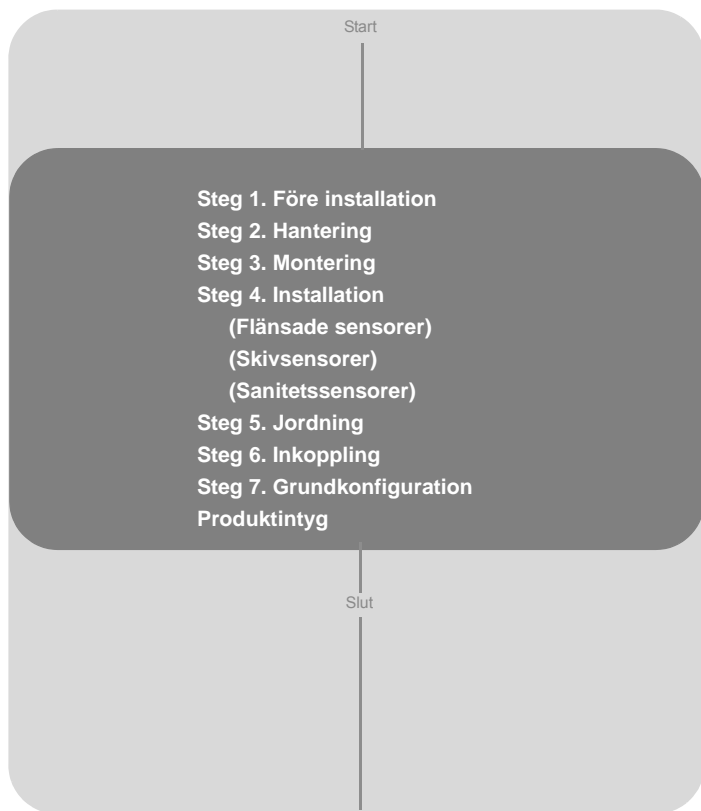 Start
Steg 1. Före installation
Steg 2. Hantering
Steg 3. Montering
Steg 4. Installation
(Flänsade sensorer)
(Skivsensorer)
(Sanitetssensorer)
Steg 5. Jordning
Steg 6. Inkoppling
Steg 7. Grundkonfiguration
Produktintyg
Slut